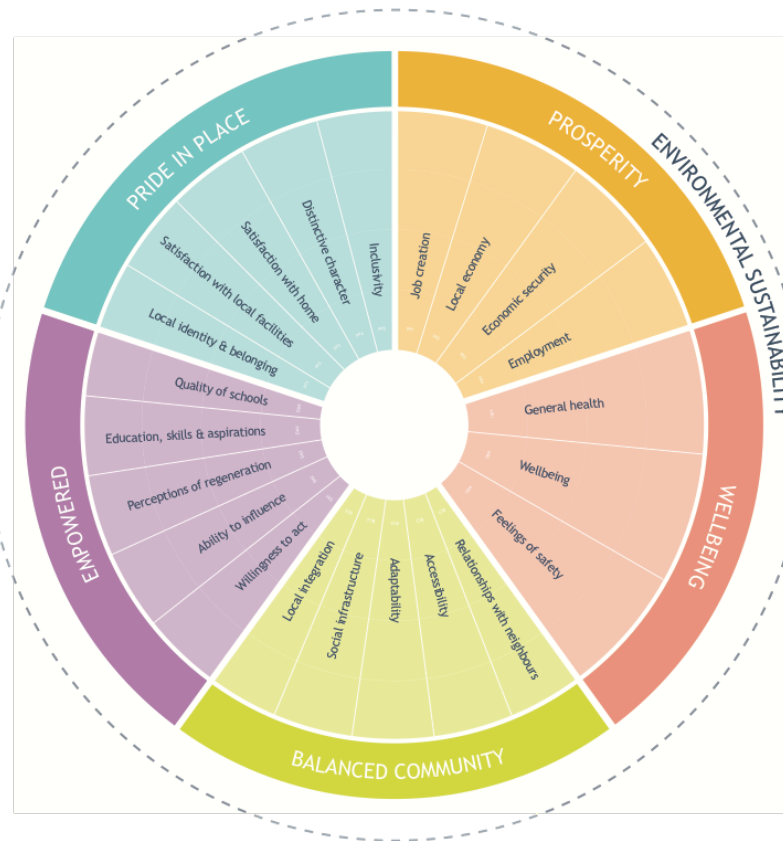 PRIDE IN PLACE
PROSPERITY
ENVIRONMENTAL SUSTAINABILITY
WELLBEING
BALANCED COMMUNITY
EMPOWERED
Inclusivity
Distinctive character
Satisfaction with home
Satisfaction with local facilities
Local identity & belonging
Job creation
Local economy
Economic security
Employment
General health
Wellbeing
Feelings of safety
Relationships with neighbours
Accessibility
Adaptability
Social infrastructure
Local integration
Willingness to act
Ability to influence
Perceptions of regeneration
Education, skills & aspirations
Quality of schools